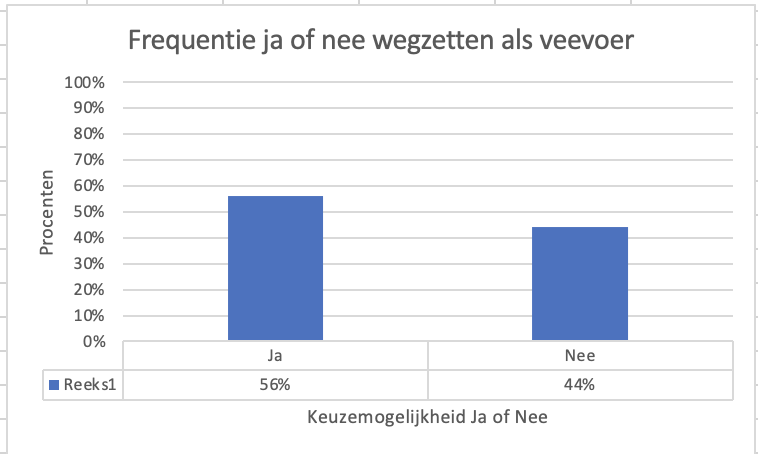 Frequentie ja of nee wegzetten als veevoer
100%
90%
80%
70%
60%
50%
40%
30%
20%
10%
0%
Procenten
Ja Nee
Reeks1 56% 44%
Keuzemogelijkheid Ja of Nee